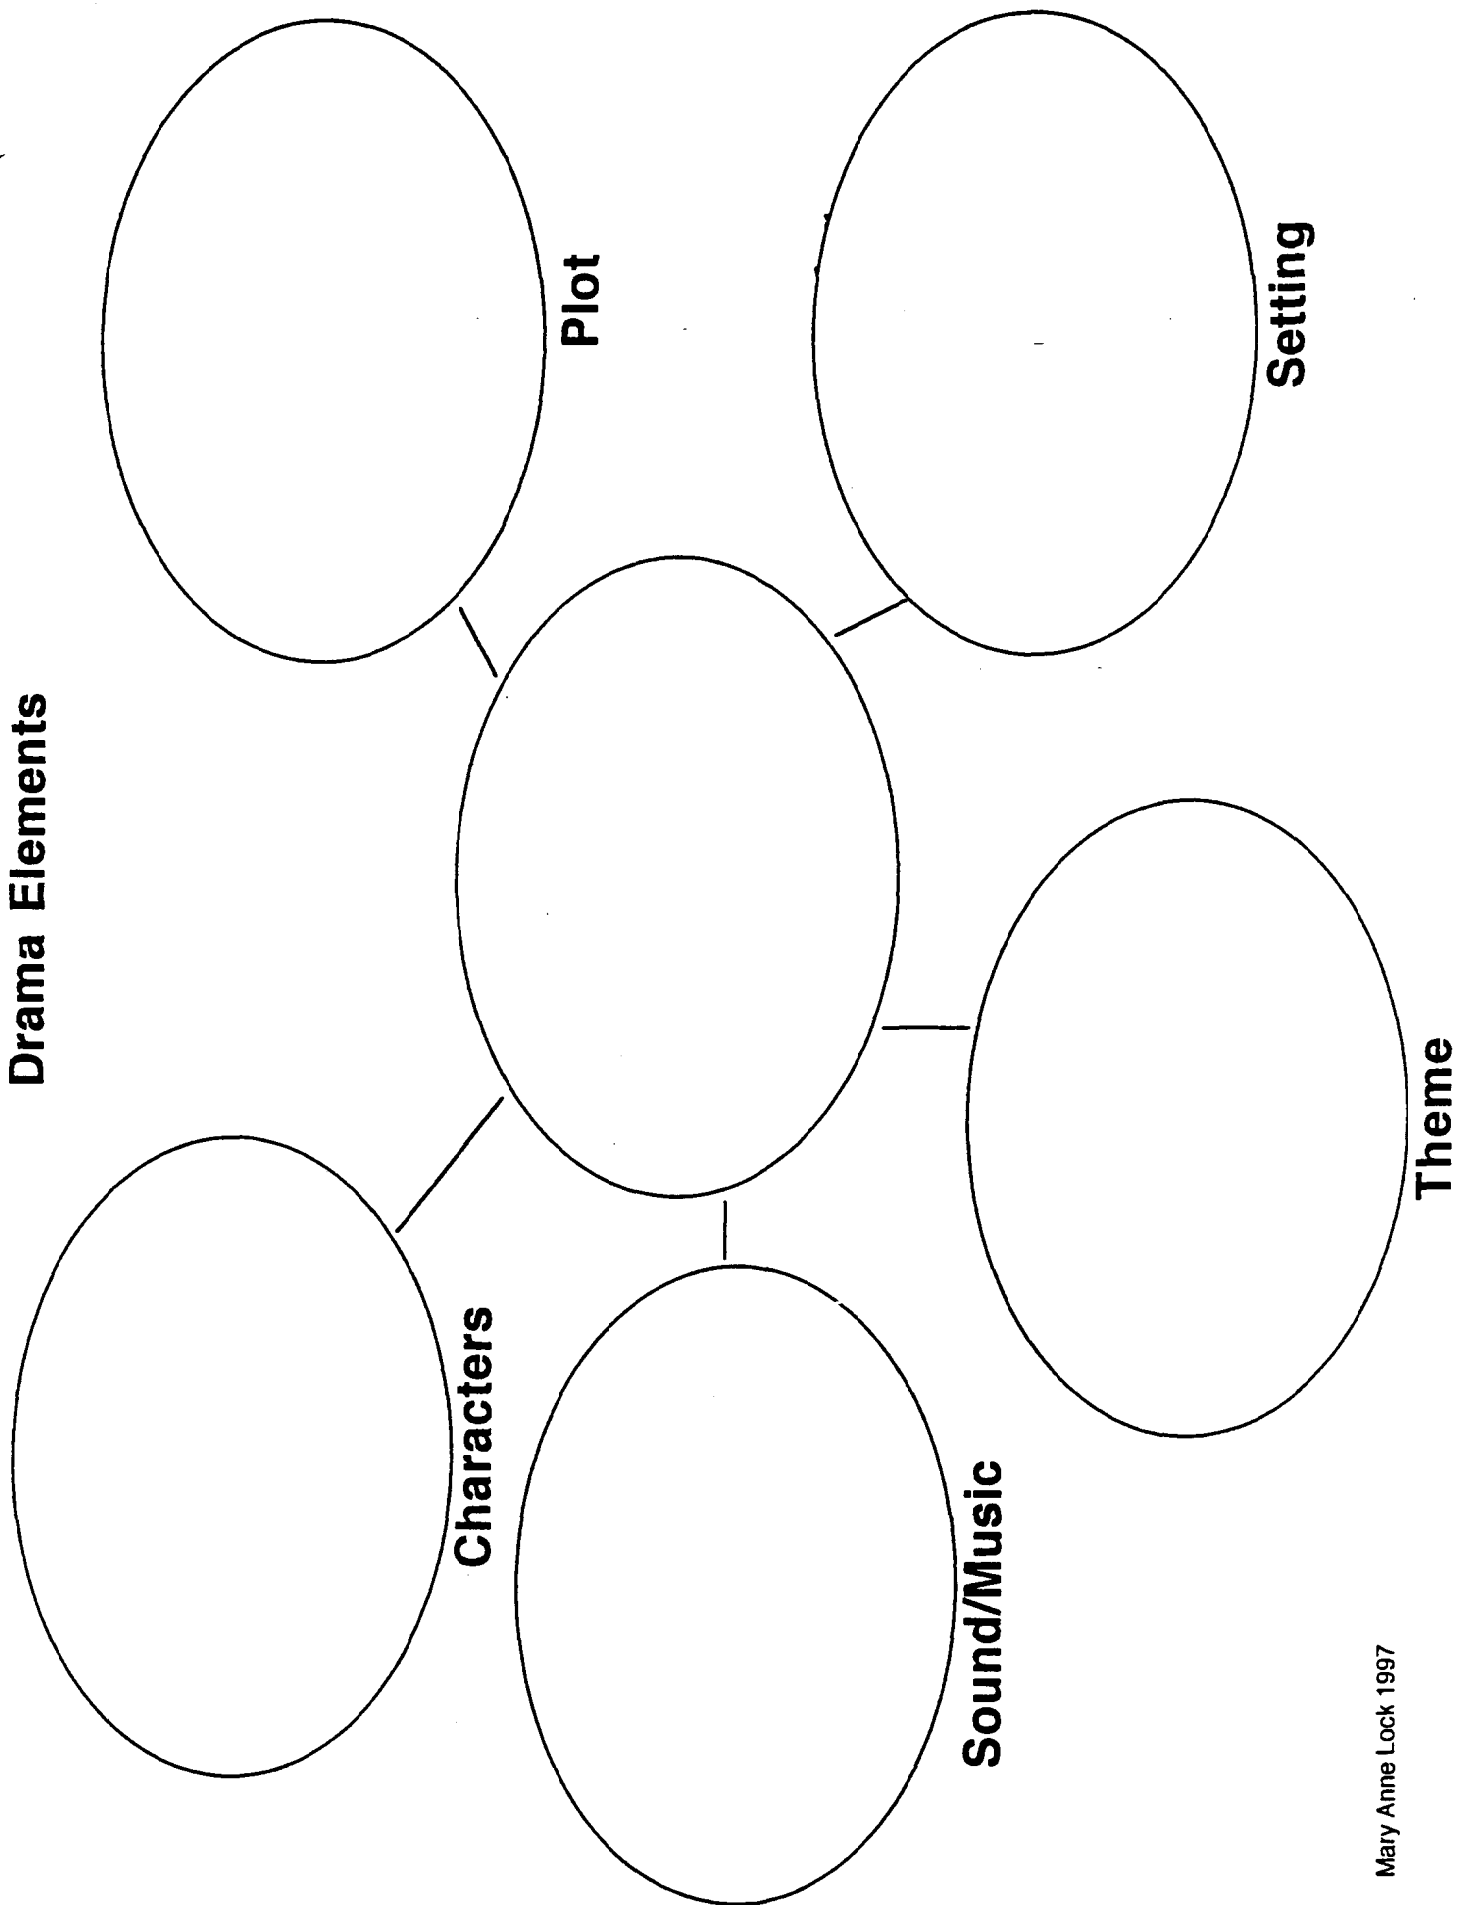 Drama Elements
Characters
Plot
Sound/Music
Setting
Theme
Mary Anne Lock 1997